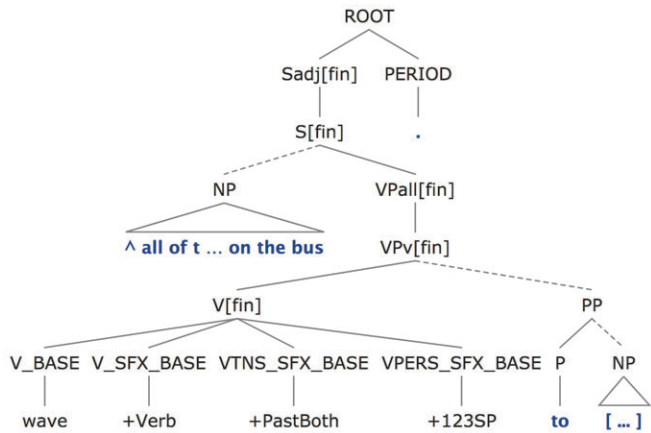 ROOT
Sadj[fin] PERIOD
S[fin] .
NP VPall[fin]
^ all of t ... on the bus VPv[fin]
V[fin] PP
V_BASE V_SFX_BASE VTNS_SFX_BASE VPERS_SFX_BASE P NP
wave +Verb +PastBoth +123SP to [ ... ]